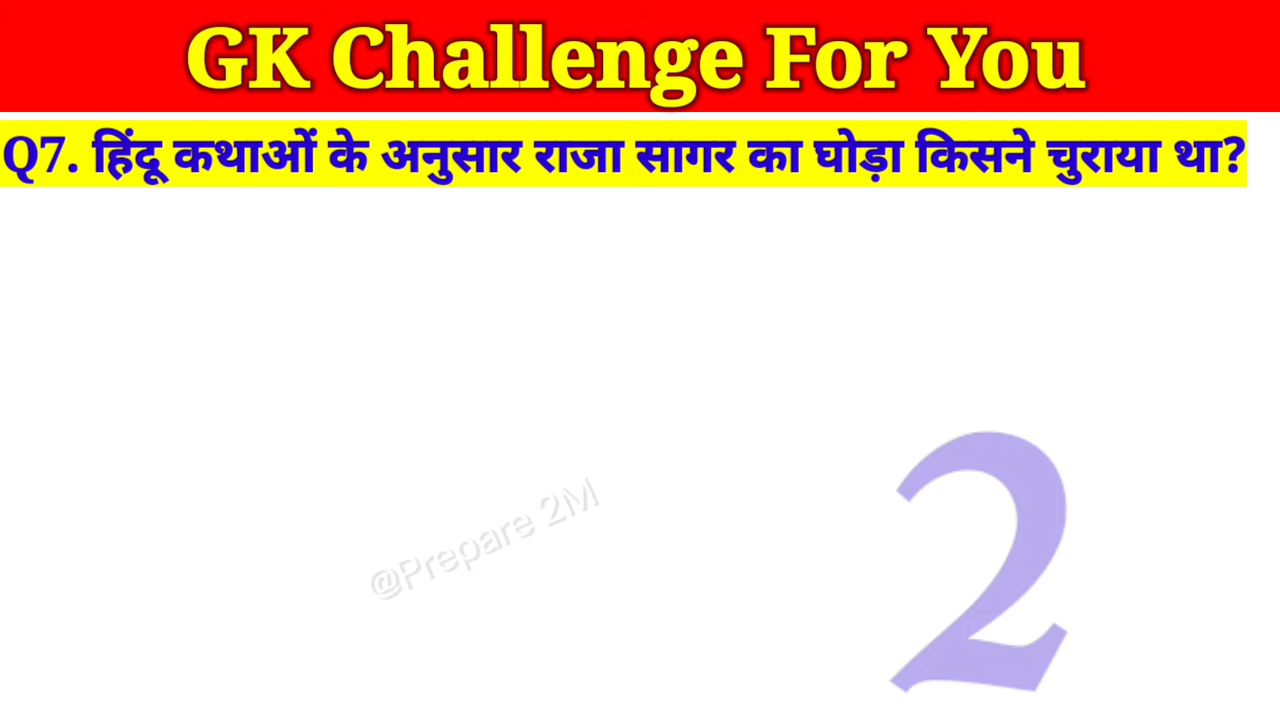 GK Challenge For You
Q7. हिंदू कथाओं के अनुसार राजा सागर का घोड़ा किसने चुराया था?
@Prepare 2M
2